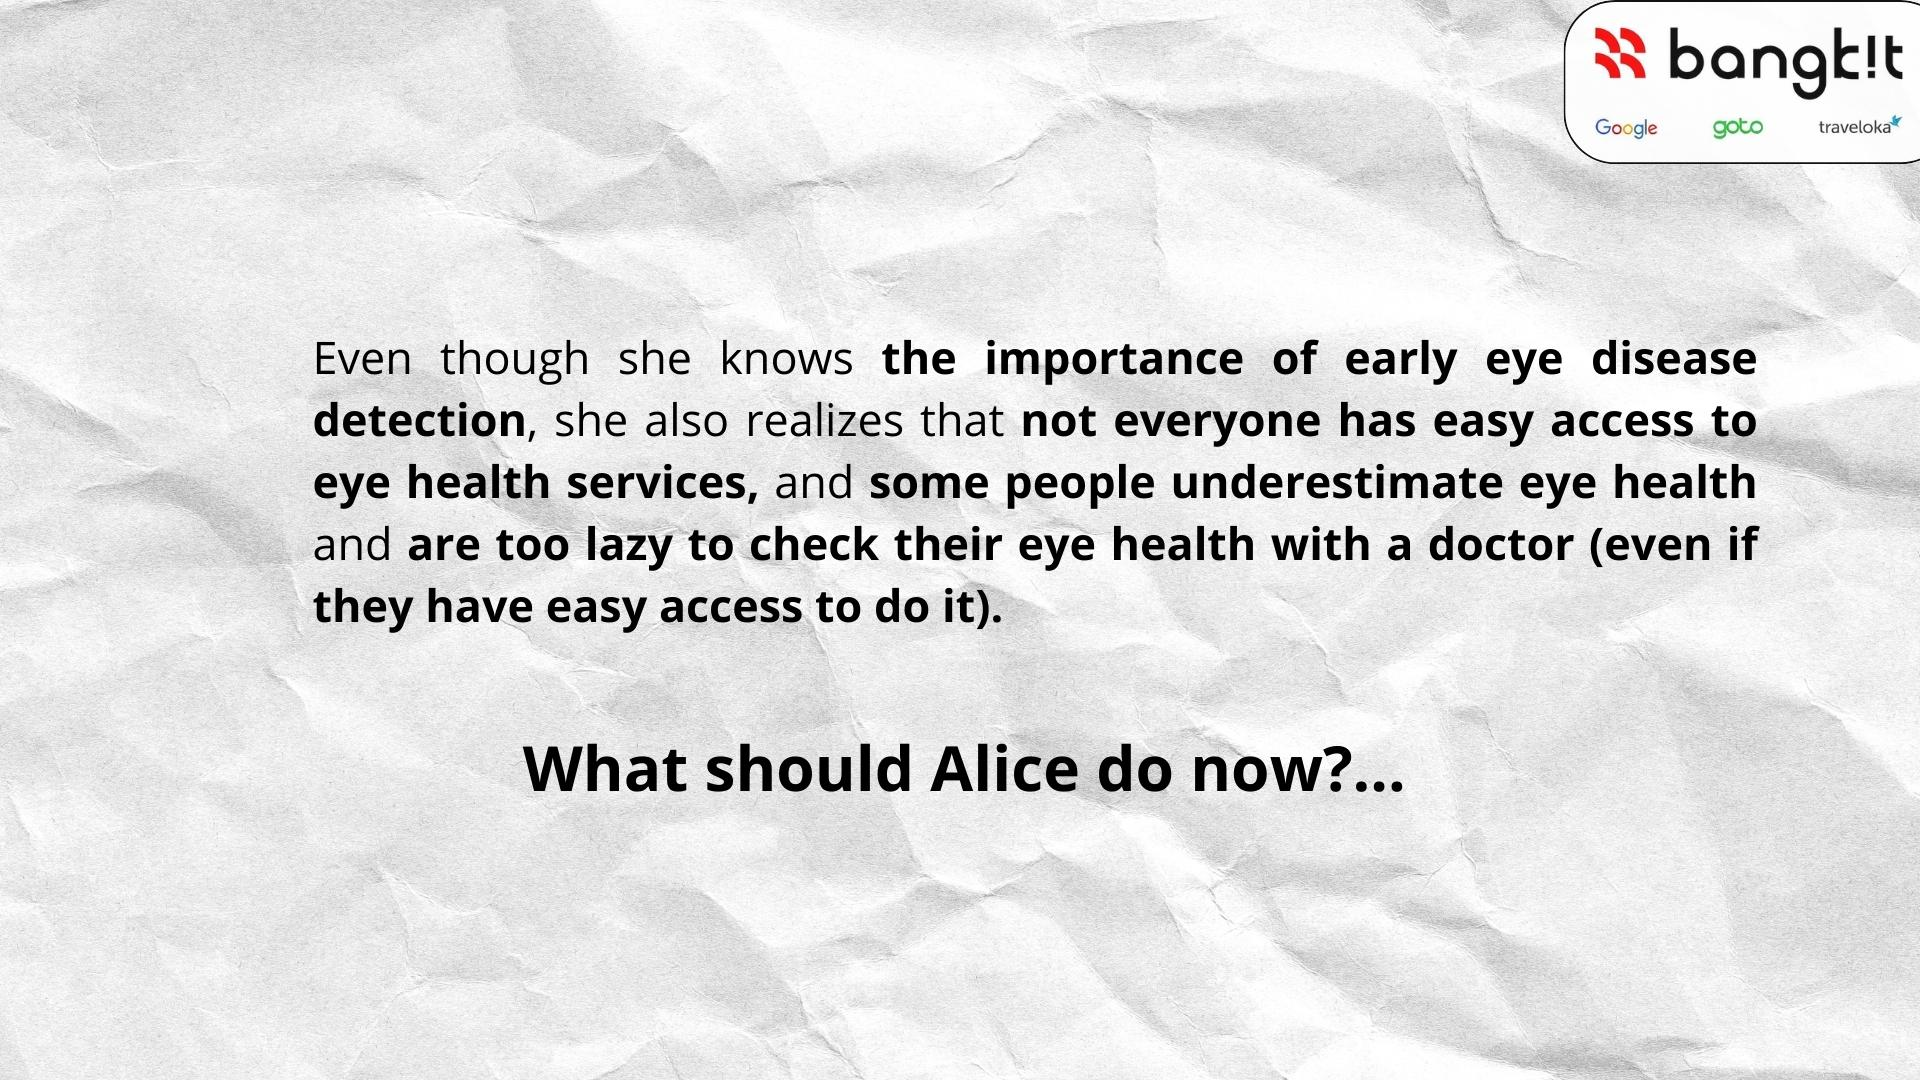 bangk!t
Google goto traveloka
Even though she knows the importance of early eye disease
detection, she also realizes that not everyone has easy access to
eye health services, and some people underestimate eye health
and are too lazy to check their eye health with a doctor (even if
they have easy access to do it).
What should Alice do now?...